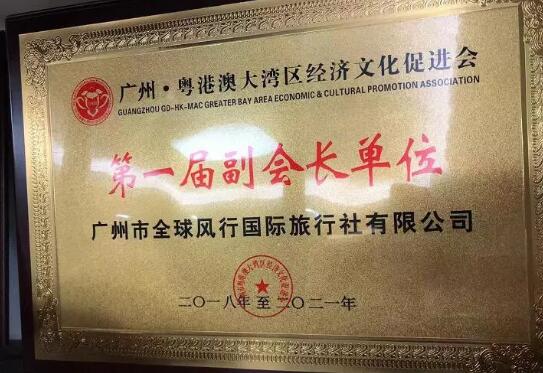 广州·粤港澳大湾区经济文化促进会
GUANGZHOU GD-HK-MAC GREATER BAY AREA ECONOMIC & CULTURAL PROMOTION ASSOCIATION
第一届副会长单位
广州市全球风行国际旅行社有限公司
二〇一八年至二〇二一年